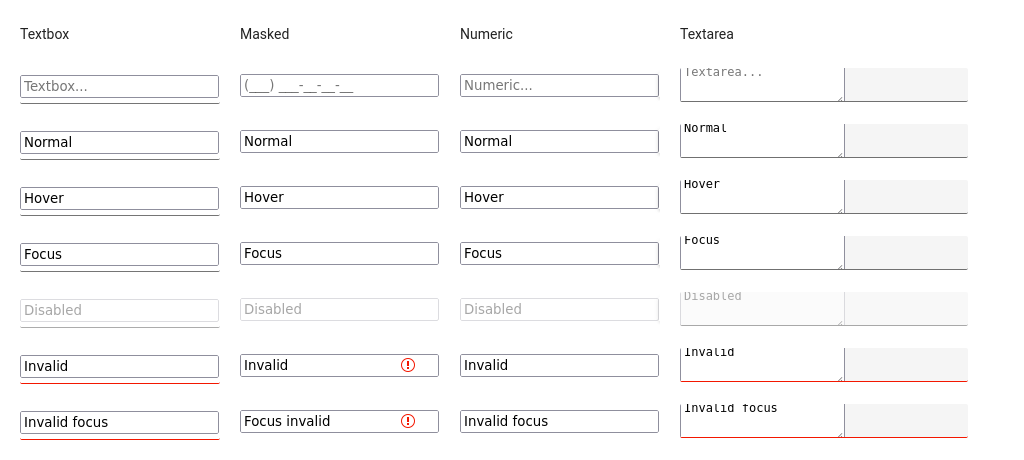 Textbox Masked Numeric Textarea
Textbox... (___) ___-__-__-__ Numeric... Textarea...
Normal Normal Normal Normal
Hover Hover Hover Hover
Focus Focus Focus Focus
Disabled Disabled Disabled Disabled
Invalid Invalid Invalid Invalid
Invalid focus Focus invalid Invalid focus Invalid focus